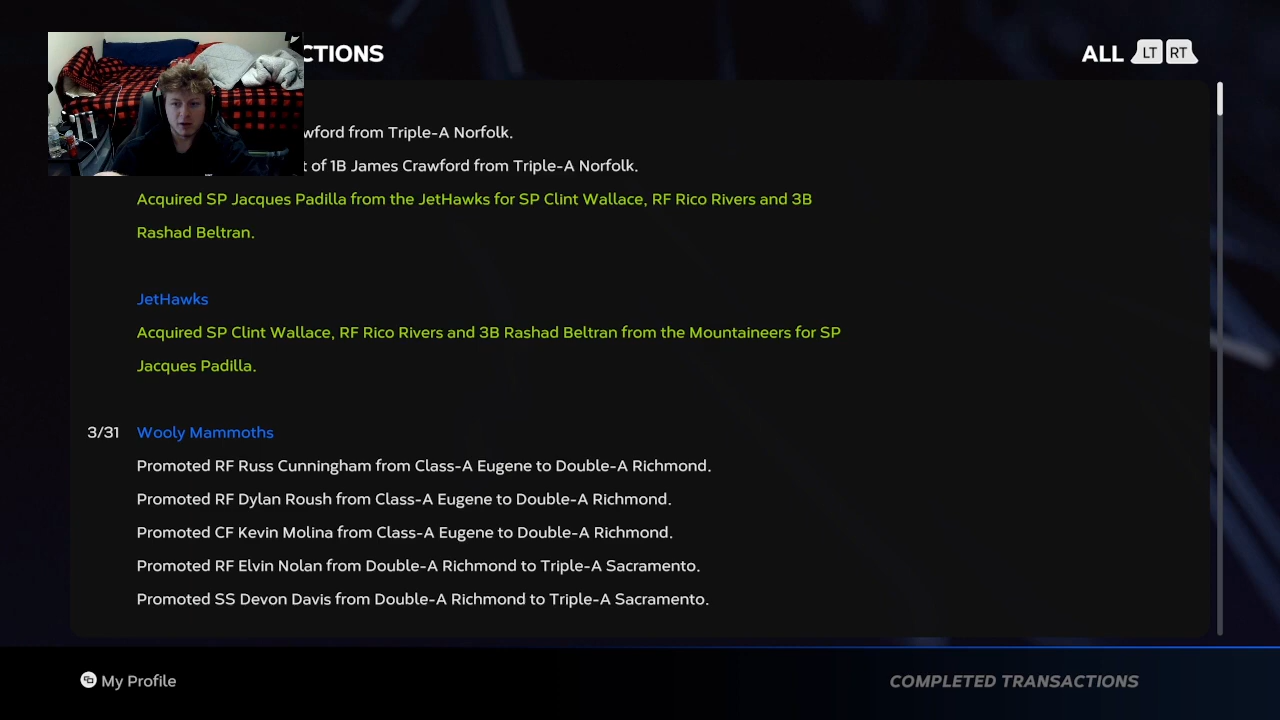 CTIONS
ALL LT RT
wford from Triple-A Norfolk.
t of 1B James Crawford from Triple-A Norfolk.
Acquired SP Jacques Padilla from the JetHawks for SP Clint Wallace, RF Rico Rivers and 3B
Rashad Beltran.
JetHawks
Acquired SP Clint Wallace, RF Rico Rivers and 3B Rashad Beltran from the Mountaineers for SP
Jacques Padilla.
3/31 Wooly Mammoths
Promoted RF Russ Cunningham from Class-A Eugene to Double-A Richmond.
Promoted RF Dylan Roush from Class-A Eugene to Double-A Richmond.
Promoted CF Kevin Molina from Class-A Eugene to Double-A Richmond.
Promoted RF Elvin Nolan from Double-A Richmond to Triple-A Sacramento.
Promoted SS Devon Davis from Double-A Richmond to Triple-A Sacramento.
My Profile
COMPLETED TRANSACTIONS